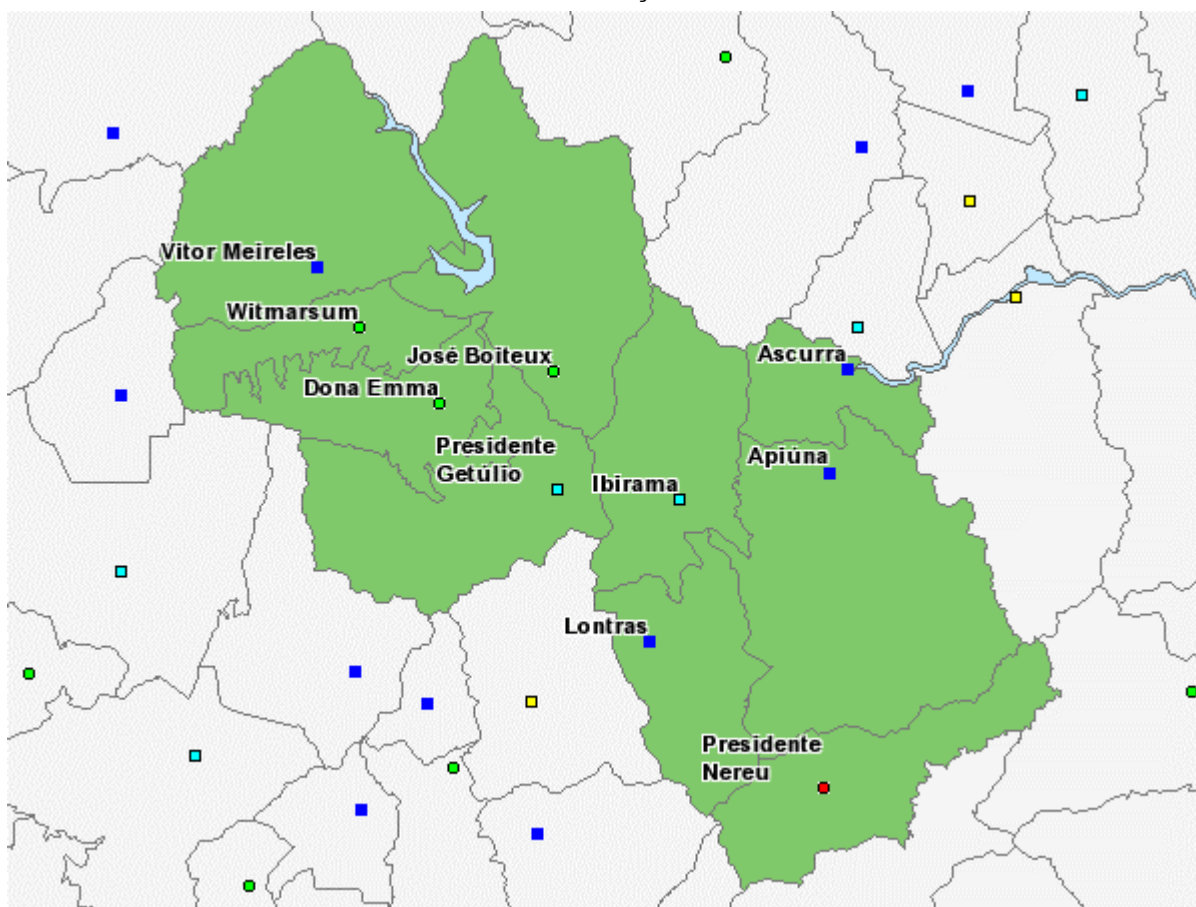 Vitor Meireles
Witmarsum
José Boiteux
Ascurra
Dona Emma
Presidente
Getúlio
Apiúna
Ibirama
Lontras
Presidente
Nereu